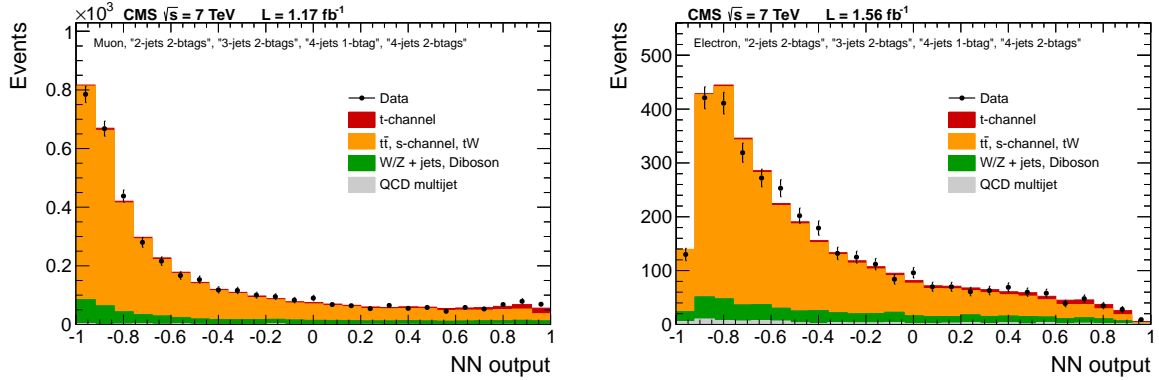 CMS √s = 7 TeV L = 1.17 fb⁻¹
×10³
Muon, "2-jets 2-btags", "3-jets 2-btags", "4-jets 1-btag", "4-jets 2-btags"
Events
1
0.8
0.6
0.4
0.2
0
Data
t-channel
tt̄, s-channel, tW
W/Z + jets, Diboson
QCD multijet
-1 -0.8 -0.6 -0.4 -0.2 0 0.2 0.4 0.6 0.8 1
NN output
CMS √s = 7 TeV L = 1.56 fb⁻¹
Electron, "2-jets 2-btags", "3-jets 2-btags", "4-jets 1-btag", "4-jets 2-btags"
Events
500
400
300
200
100
0
Data
t-channel
tt̄, s-channel, tW
W/Z + jets, Diboson
QCD multijet
-1 -0.8 -0.6 -0.4 -0.2 0 0.2 0.4 0.6 0.8 1
NN output